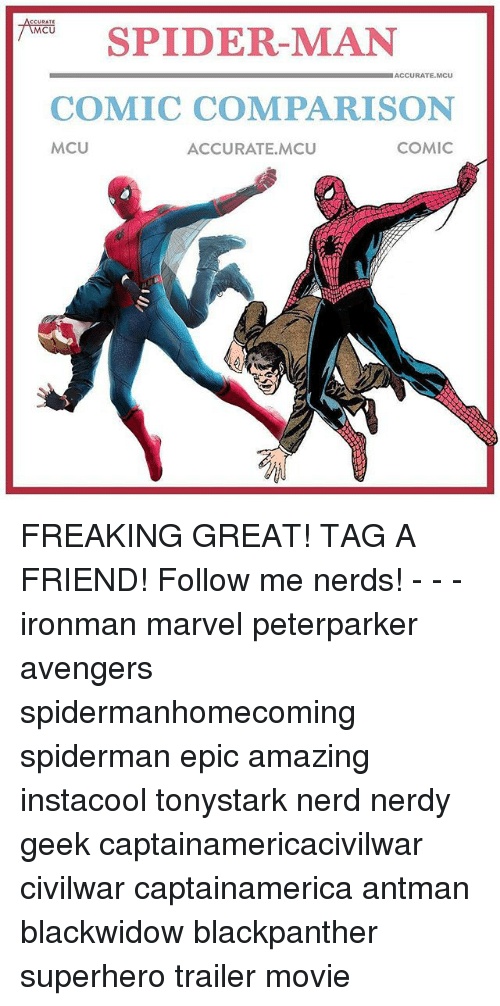 ACCURATE
MCU
SPIDER-MAN
ACCURATE.MCU
COMIC COMPARISON
MCU ACCURATE.MCU COMIC
FREAKING GREAT! TAG A
FRIEND! Follow me nerds! - - -
ironman marvel peterparker
avengers
spidermanhomecoming
spiderman epic amazing
instacool tonystark nerd nerdy
geek captainamericacivilwar
civilwar captainamerica antman
blackwidow blackpanther
superhero trailer movie